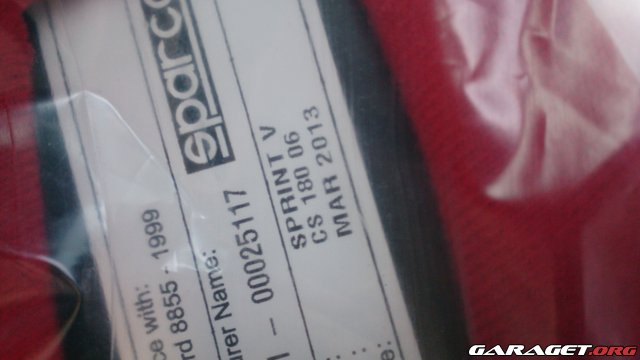 ce with:
rd 8855 - 1999
urer Name:
sparco
- 00025117
SPRINT V
CS 180 06
MAR 2013
GARAGET.ORG